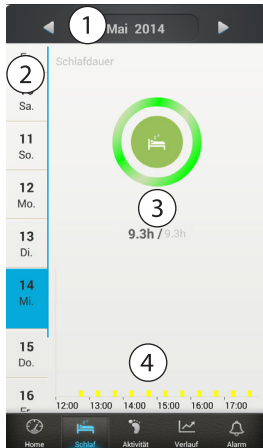 1
Mai 2014
2
Schlafdauer
Sa.
11
So.
12
Mo.
13
Di.
14
Mi.
15
Do.
16
Fr.
3
9.3h / 9.3h
4
12:00 13:00 14:00 15:00 16:00 17:00
Home Schlaf Aktivität Verlauf Alarm